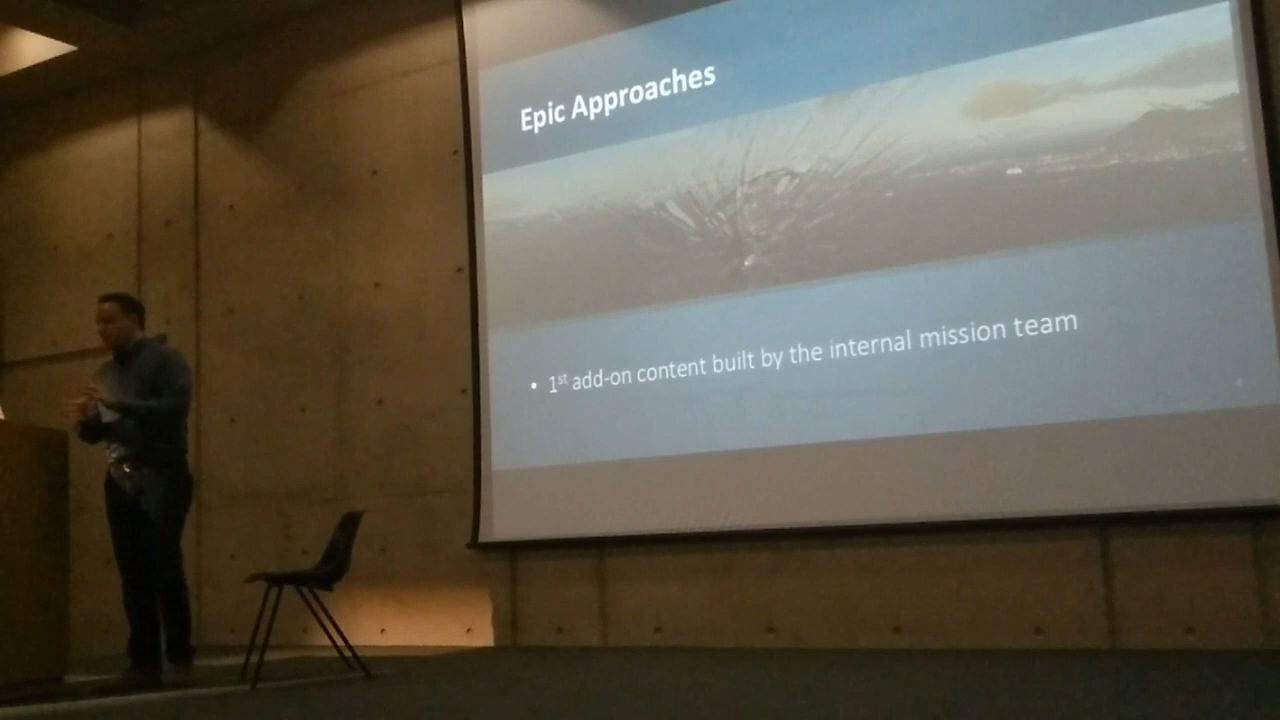 Epic Approaches
• 1st add-on content built by the internal mission team